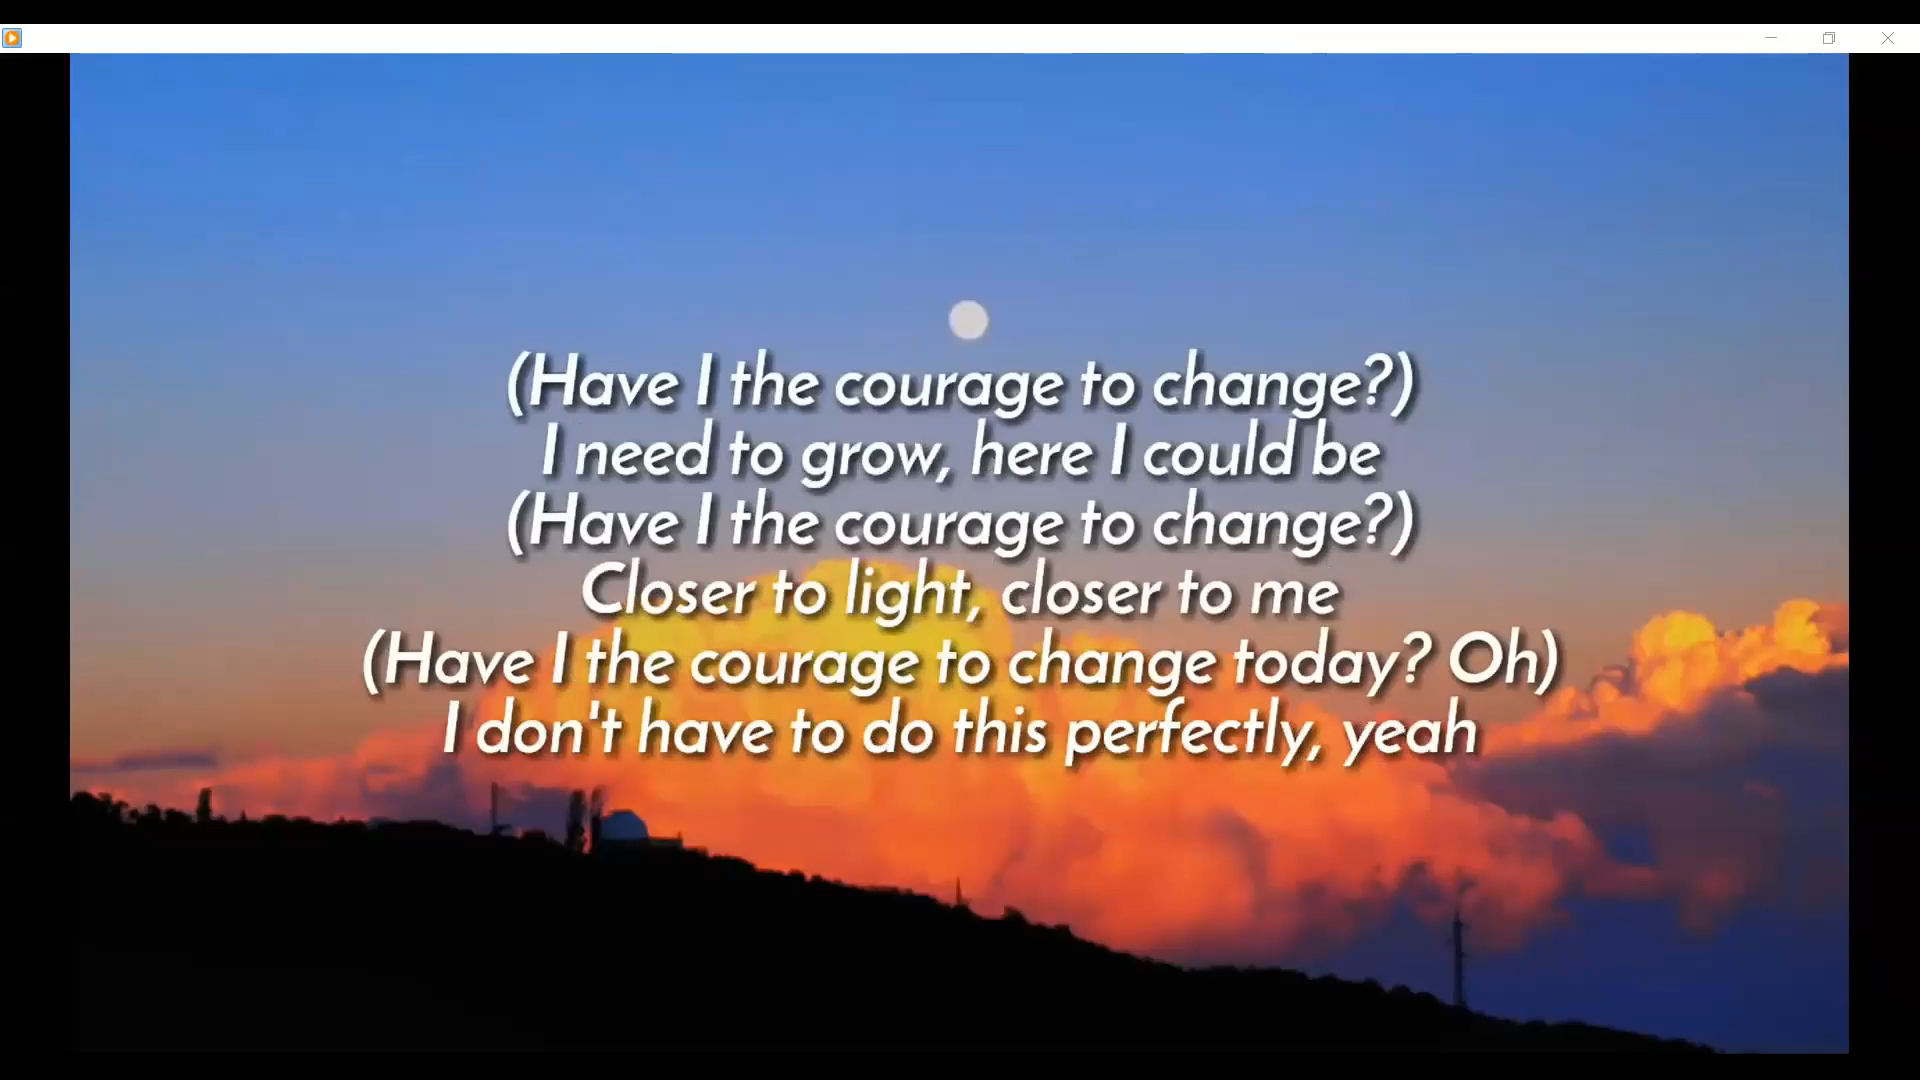 (Have I the courage to change?)
I need to grow, here I could be
(Have I the courage to change?)
Closer to light, closer to me
(Have I the courage to change today? Oh)
I don't have to do this perfectly, yeah